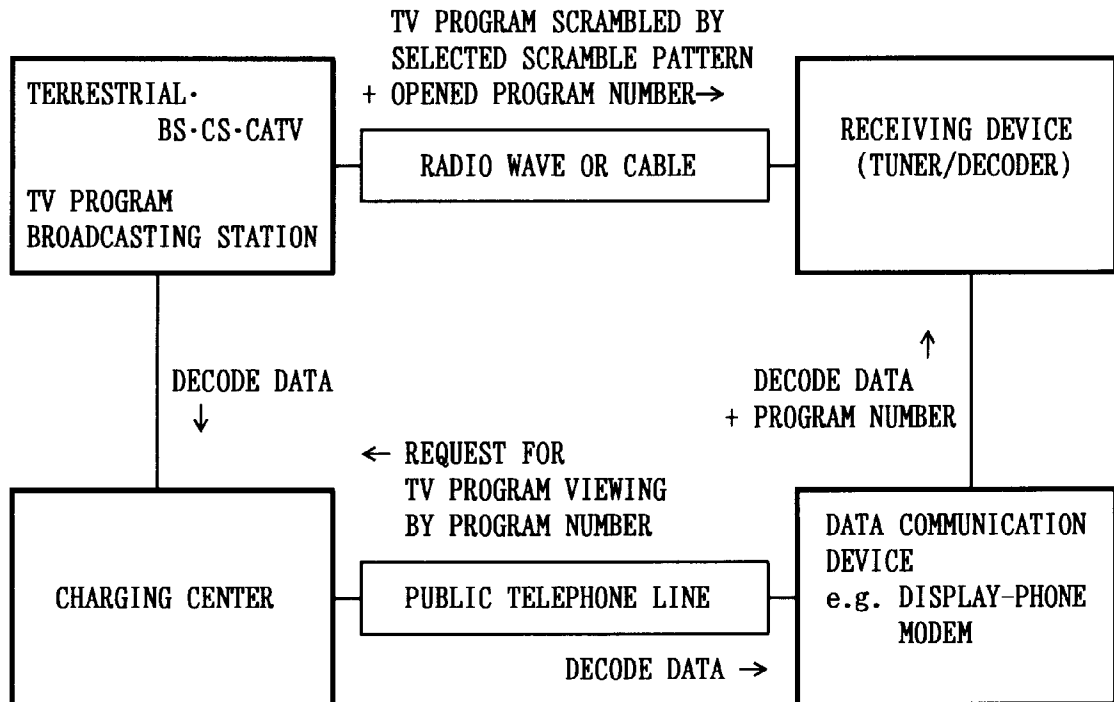 TV PROGRAM SCRAMBLED BY
SELECTED SCRAMBLE PATTERN
+ OPENED PROGRAM NUMBER→
TERRESTRIAL·
BS·CS·CATV
TV PROGRAM
BROADCASTING STATION
RADIO WAVE OR CABLE
RECEIVING DEVICE
(TUNER/DECODER)
DECODE DATA
↓
↑
DECODE DATA
+ PROGRAM NUMBER
← REQUEST FOR
TV PROGRAM VIEWING
BY PROGRAM NUMBER
CHARGING CENTER
PUBLIC TELEPHONE LINE
DATA COMMUNICATION
DEVICE
e.g. DISPLAY-PHONE
MODEM
DECODE DATA →